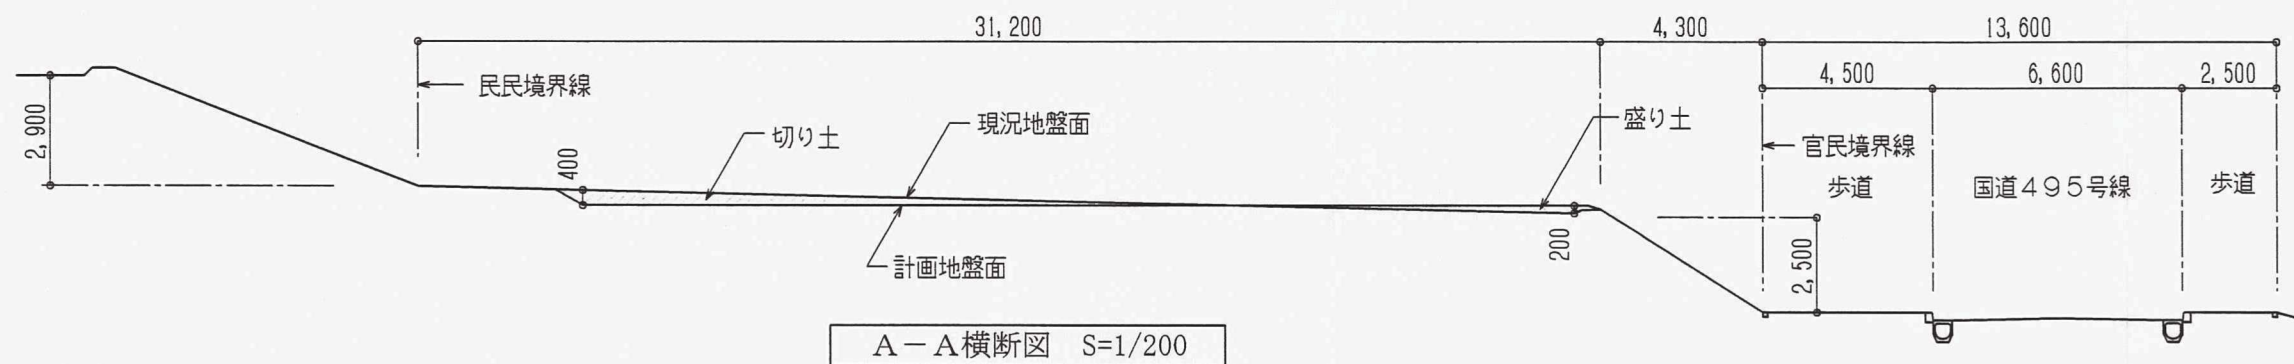 31,200
4,300
13,600
4,500
6,600
2,500
民民境界線
切り土
現況地盤面
盛り土
官民境界線
2,900
400
歩道
国道495号線
歩道
200
2,500
計画地盤面
A-A横断図 S=1/200